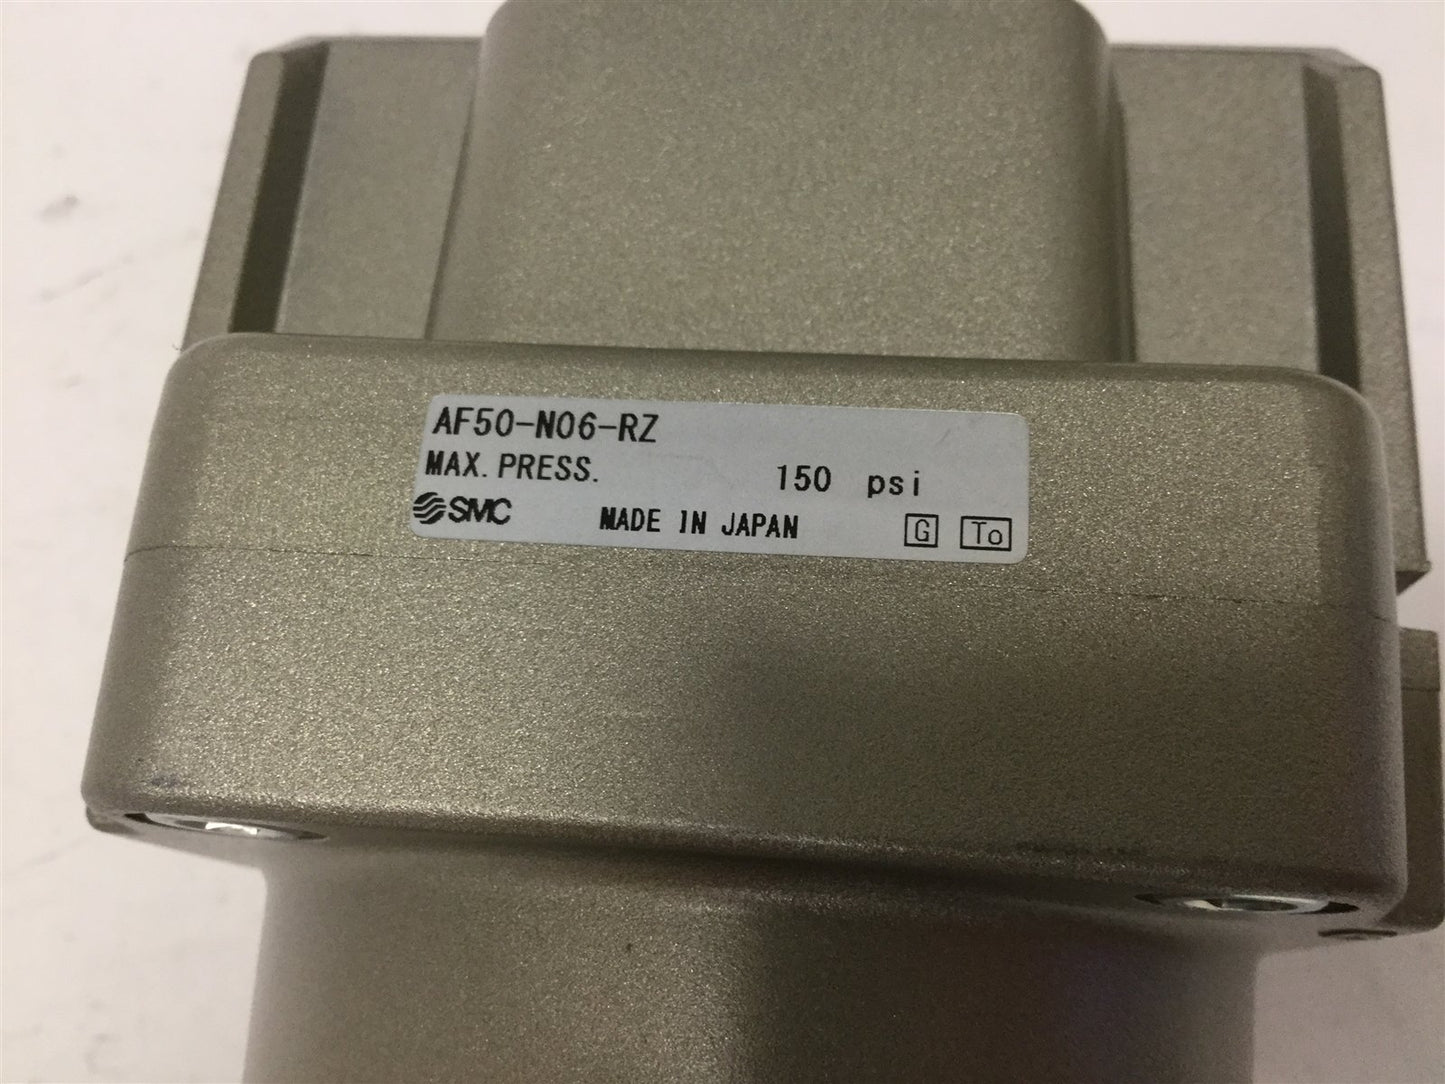 AF50-N06-RZ
MAX. PRESS. 150 psi
SMC MADE IN JAPAN G To